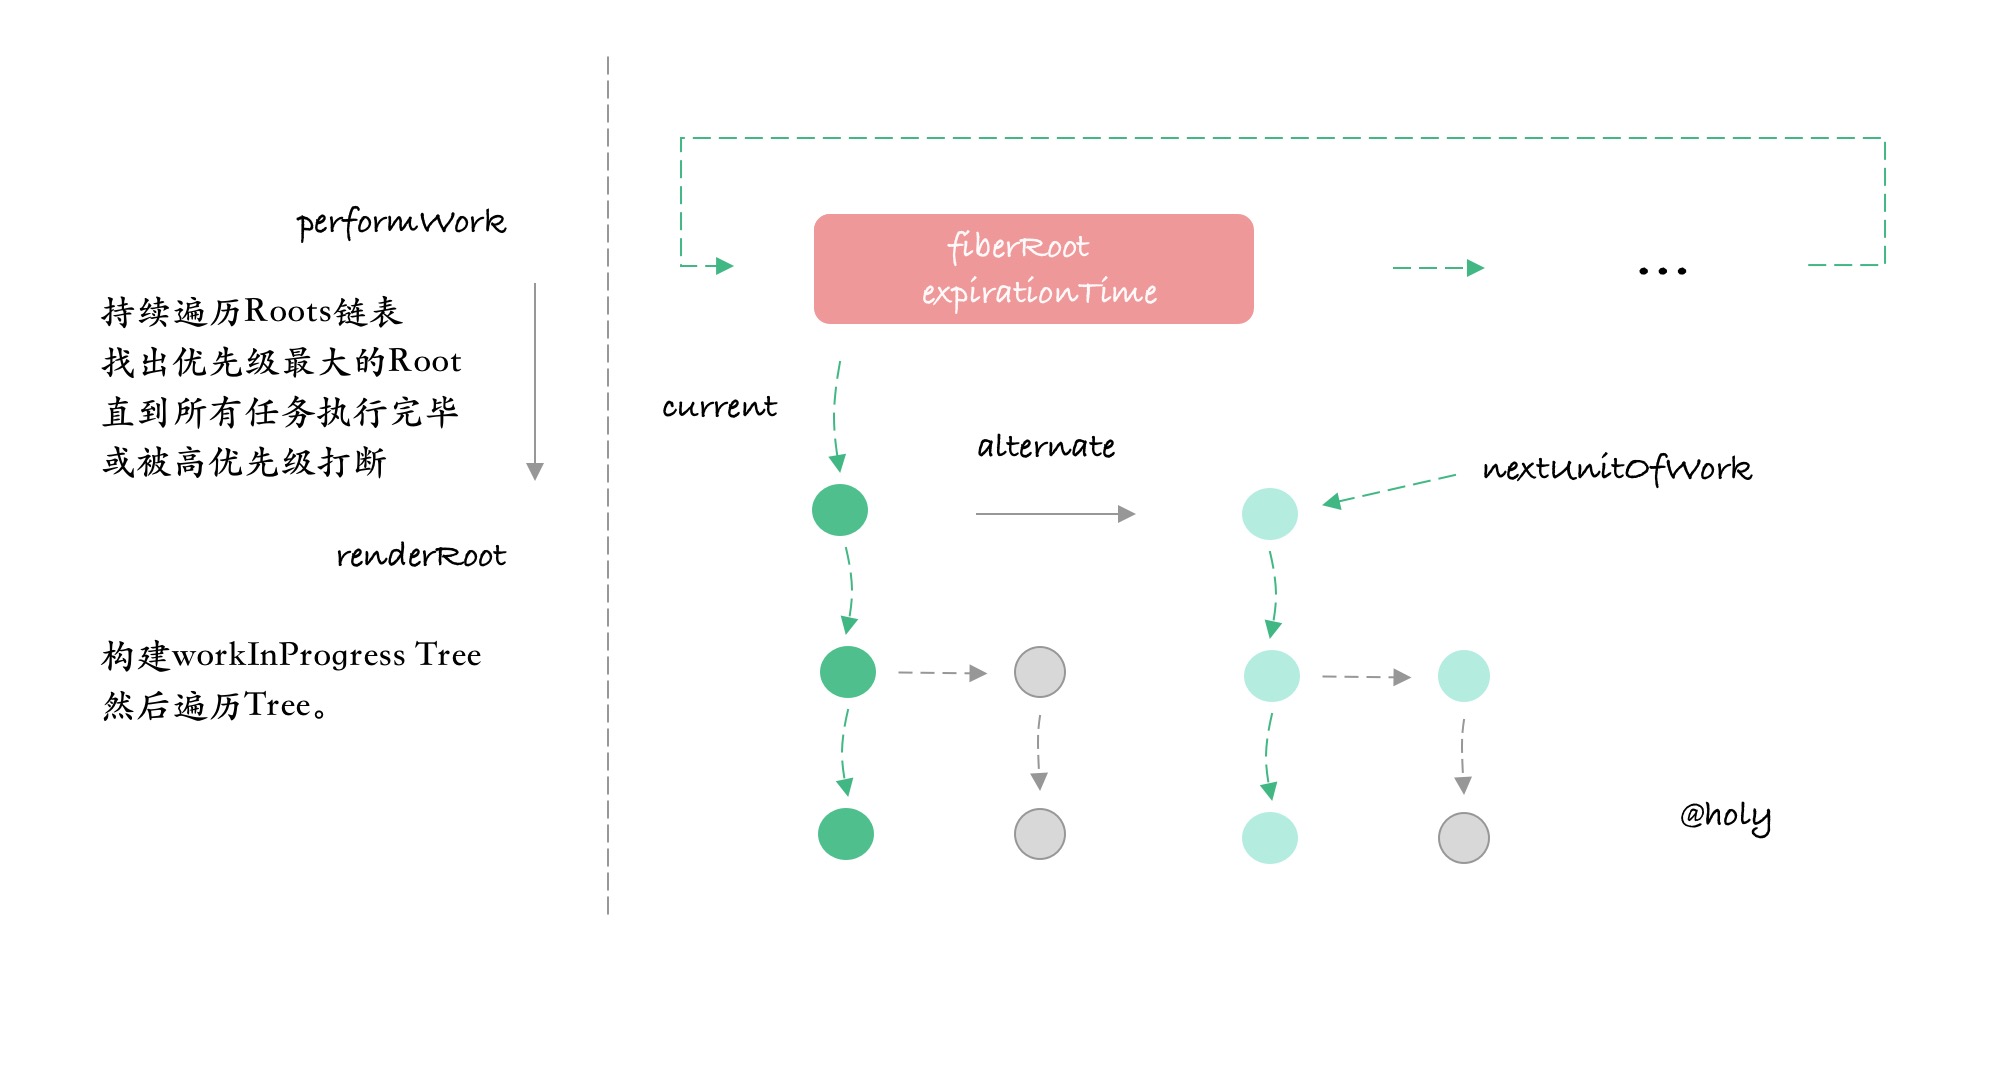 performWork
持续遍历Roots链表
找出优先级最大的Root
直到所有任务执行完毕
或被高优先级打断
renderRoot
构建workInProgress Tree
然后遍历Tree。
fiberRoot
expirationTime
...
current
alternate
nextUnitOfWork
@holy